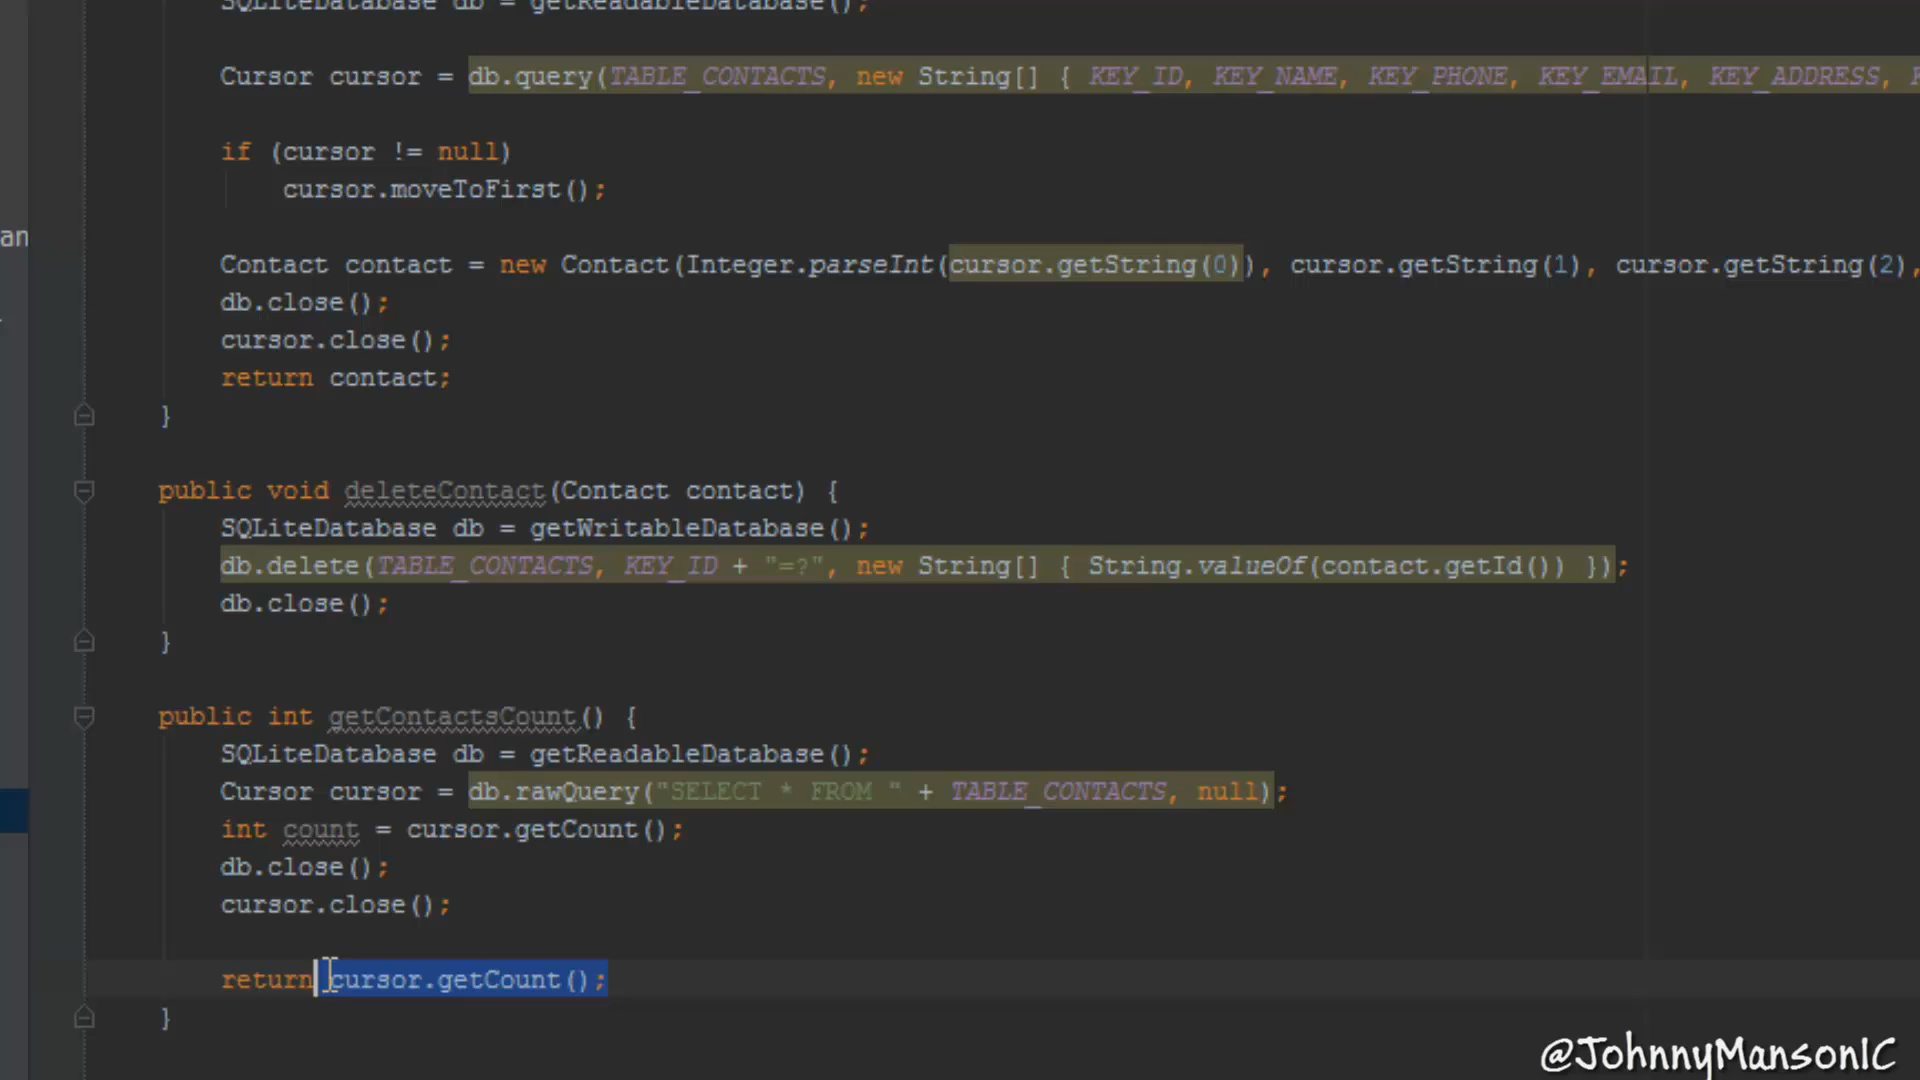 SQLiteDatabase db = getReadableDatabase();
Cursor cursor = db.query(TABLE_CONTACTS, new String[] { KEY_ID, KEY_NAME, KEY_PHONE, KEY_EMAIL, KEY_ADDRESS,
if (cursor != null)
cursor.moveToFirst();
an
Contact contact = new Contact(Integer.parseInt(cursor.getString(0)), cursor.getString(1), cursor.getString(2),
db.close();
cursor.close();
return contact;
}
public void deleteContact(Contact contact) {
SQLiteDatabase db = getWritableDatabase();
db.delete(TABLE_CONTACTS, KEY_ID + "=?", new String[] { String.valueOf(contact.getId()) });
db.close();
}
public int getContactsCount() {
SQLiteDatabase db = getReadableDatabase();
Cursor cursor = db.rawQuery("SELECT * FROM " + TABLE_CONTACTS, null);
int count = cursor.getCount();
db.close();
cursor.close();
return cursor.getCount();
}
@JohnnyMansonIC